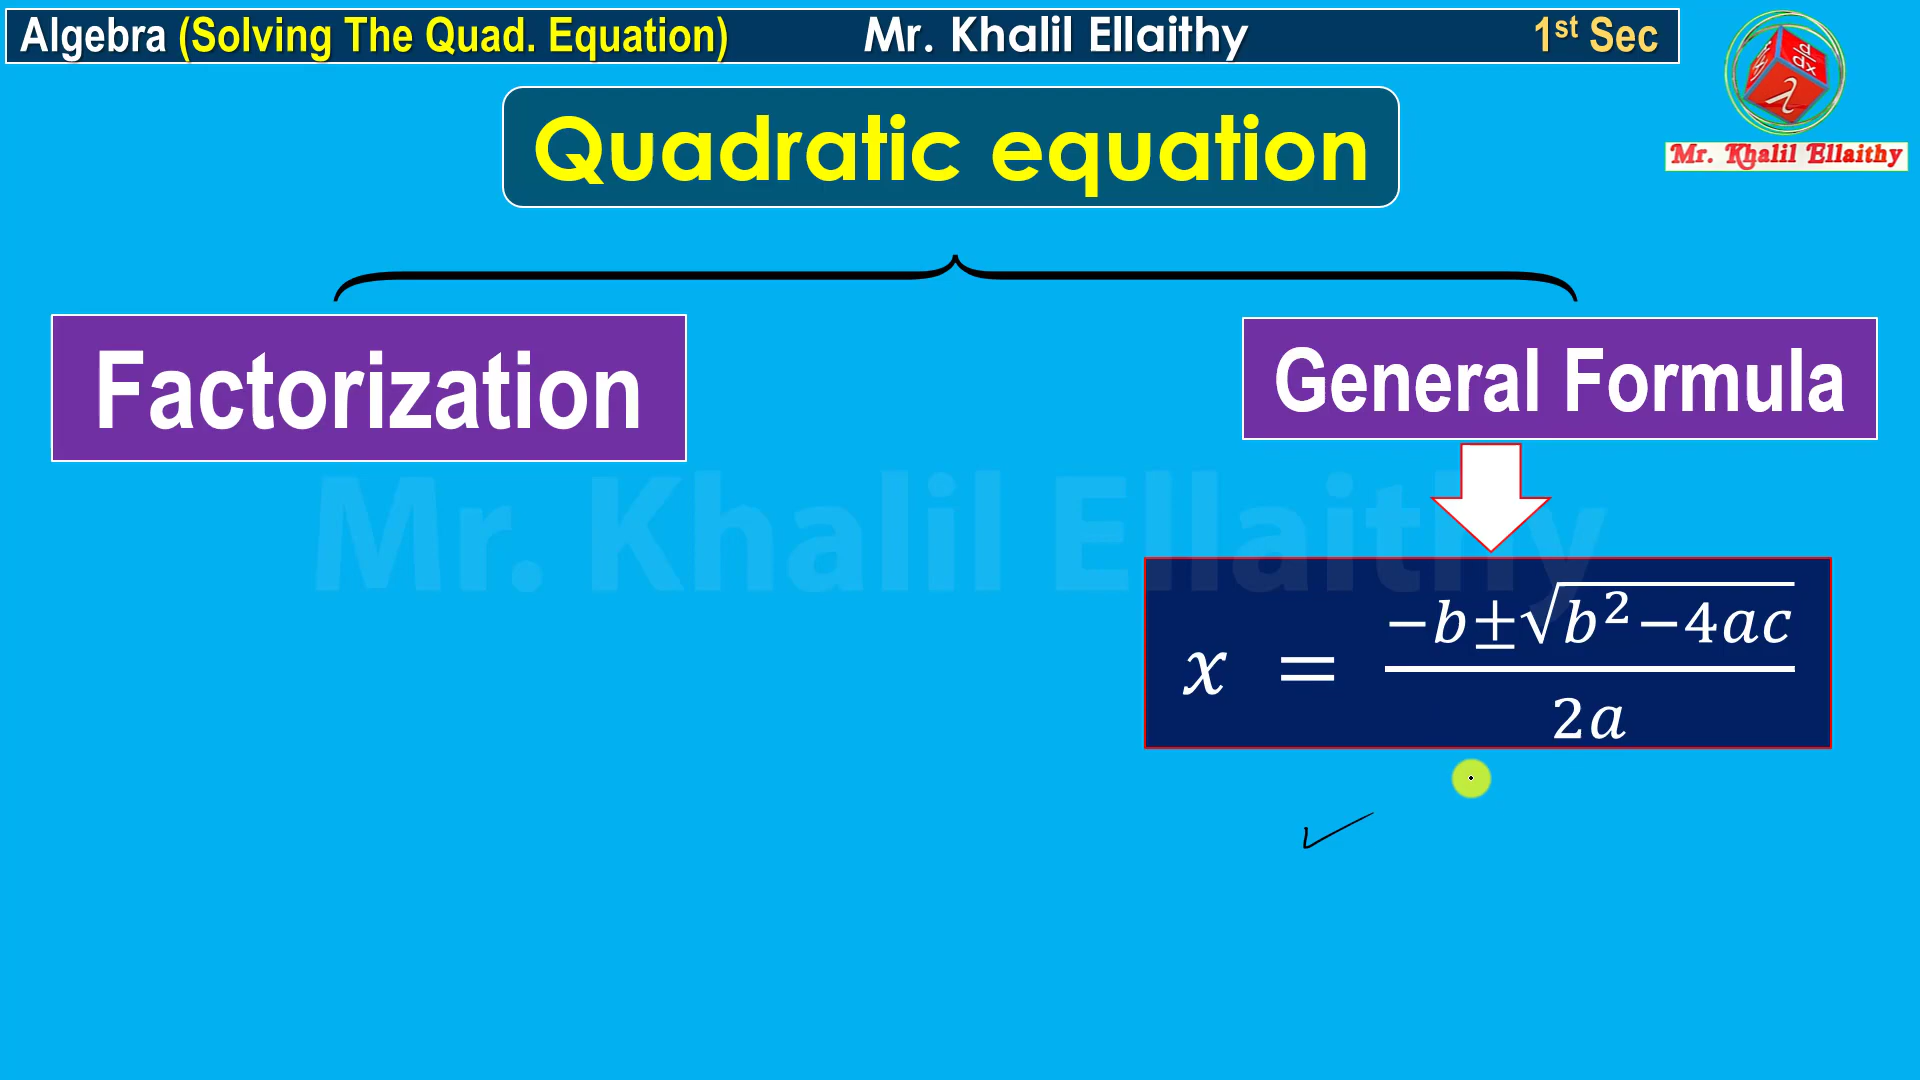 Algebra (Solving The Quad. Equation) Mr. Khalil Ellaithy 1st Sec
d
dx
λ
Mr. Khalil Ellaithy
Quadratic equation
Factorization
General Formula
Mr. Khalil Ellaithy
x = (−b±√(b²−4ac))/(2a)